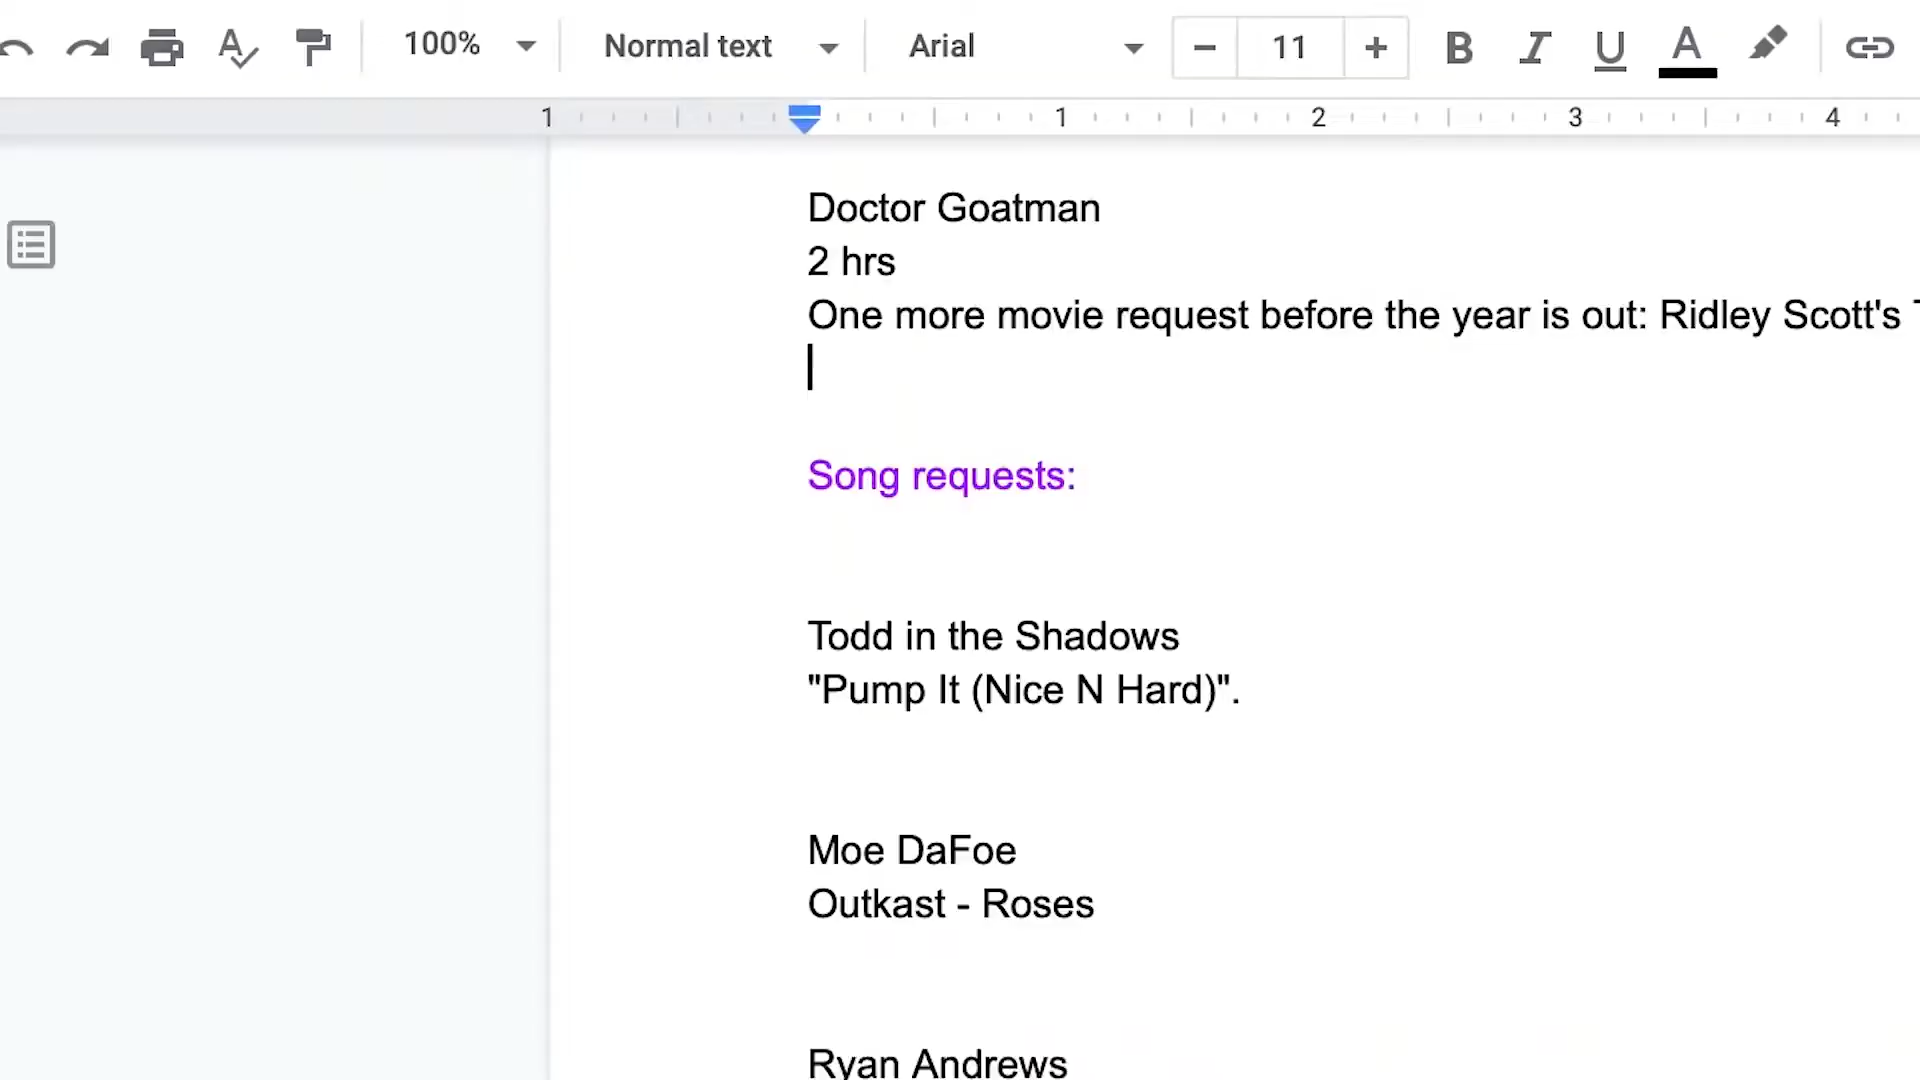 100% Normal text Arial 11
1 1 2 3 4
Doctor Goatman
2 hrs
One more movie request before the year is out: Ridley Scott's
Song requests:
Todd in the Shadows
"Pump It (Nice N Hard)".
Moe DaFoe
Outkast - Roses
Ryan Andrews